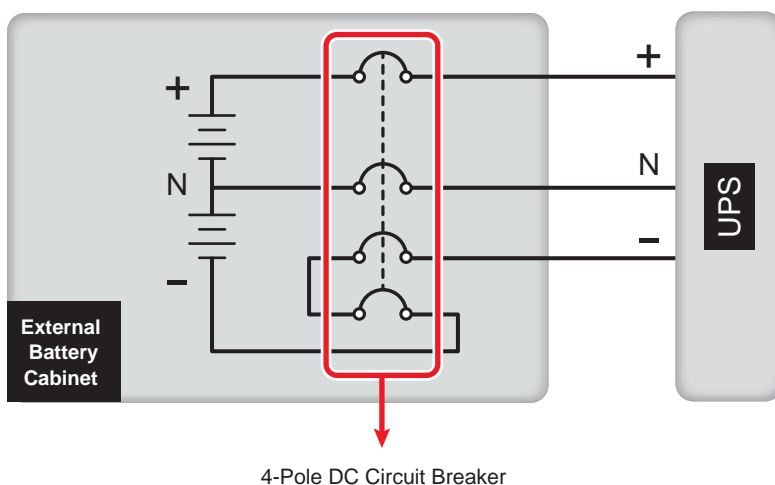 +
+
N
N
UPS
−
−
External
Battery
Cabinet
4-Pole DC Circuit Breaker